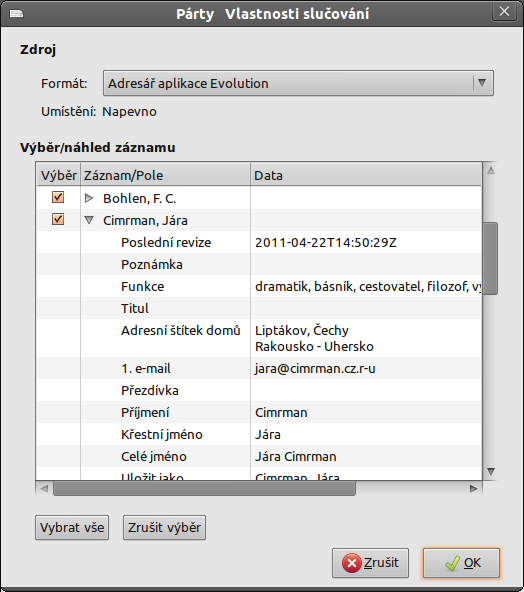 Párty   Vlastnosti slučování
Zdroj
Formát: Adresář aplikace Evolution
Umístění: Napevno
Výběr/náhled záznamu
Výběr Záznam/Pole Data
Bohlen, F. C.
Cimrman, Jára
Poslední revize 2011-04-22T14:50:29Z
Poznámka
Funkce dramatik, básník, cestovatel, filozof,
Titul
Adresní štítek domů Liptákov, Čechy
Rakousko - Uhersko
1. e-mail jara@cimrman.cz.r-u
Přezdívka
Příjmení Cimrman
Křestní jméno Jára
Celé jméno Jára Cimrman
Uložit jako Cimrman, Jára
Vybrat vše Zrušit výběr
Zrušit OK